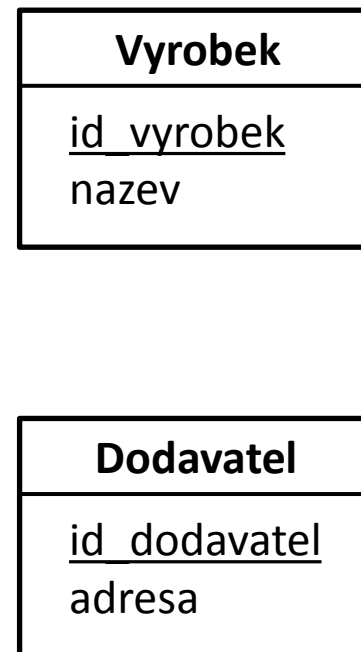 Vyrobek
id_vyrobek
nazev
Dodavatel
id_dodavatel
adresa